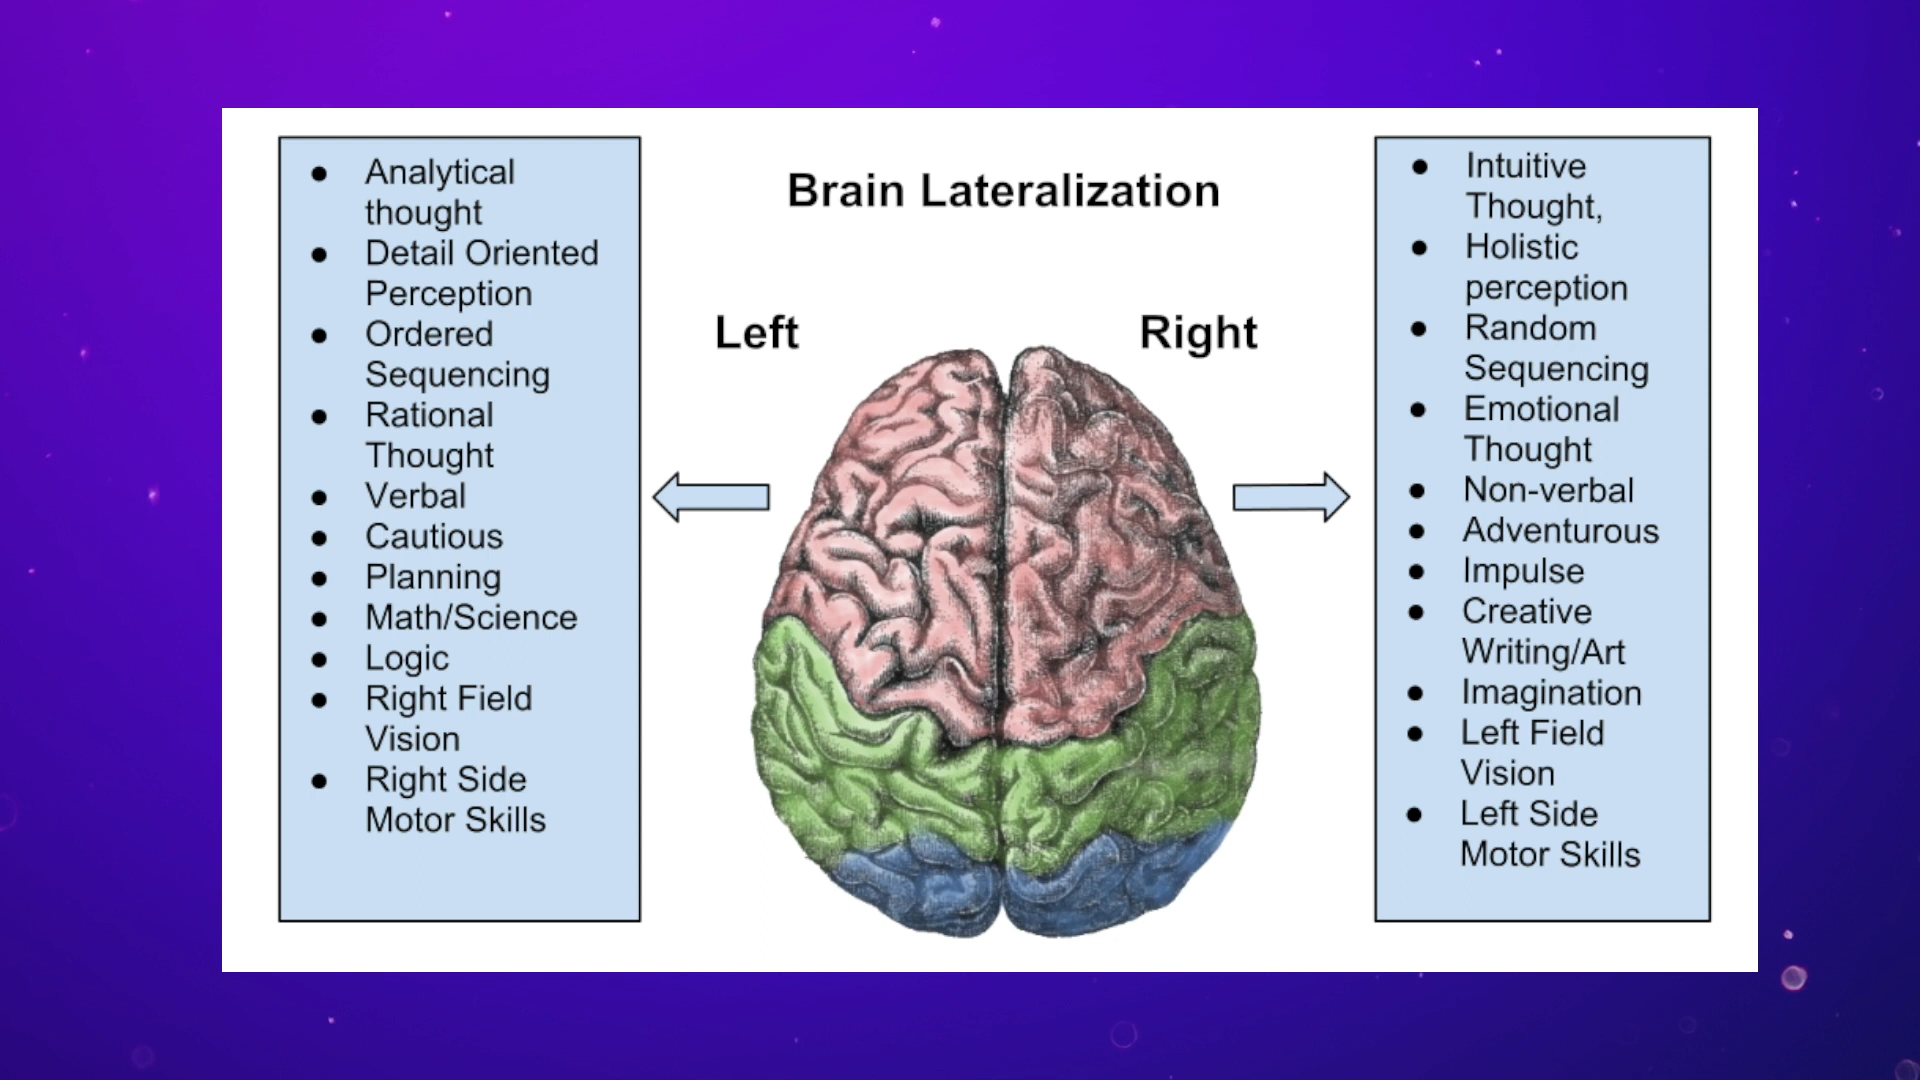 Brain Lateralization
Left
Right
● Analytical
thought
● Detail Oriented
Perception
● Ordered
Sequencing
● Rational
Thought
● Verbal
● Cautious
● Planning
● Math/Science
● Logic
● Right Field
Vision
● Right Side
Motor Skills
● Intuitive
Thought,
● Holistic
perception
● Random
Sequencing
● Emotional
Thought
● Non-verbal
● Adventurous
● Impulse
● Creative
Writing/Art
● Imagination
● Left Field
Vision
● Left Side
Motor Skills